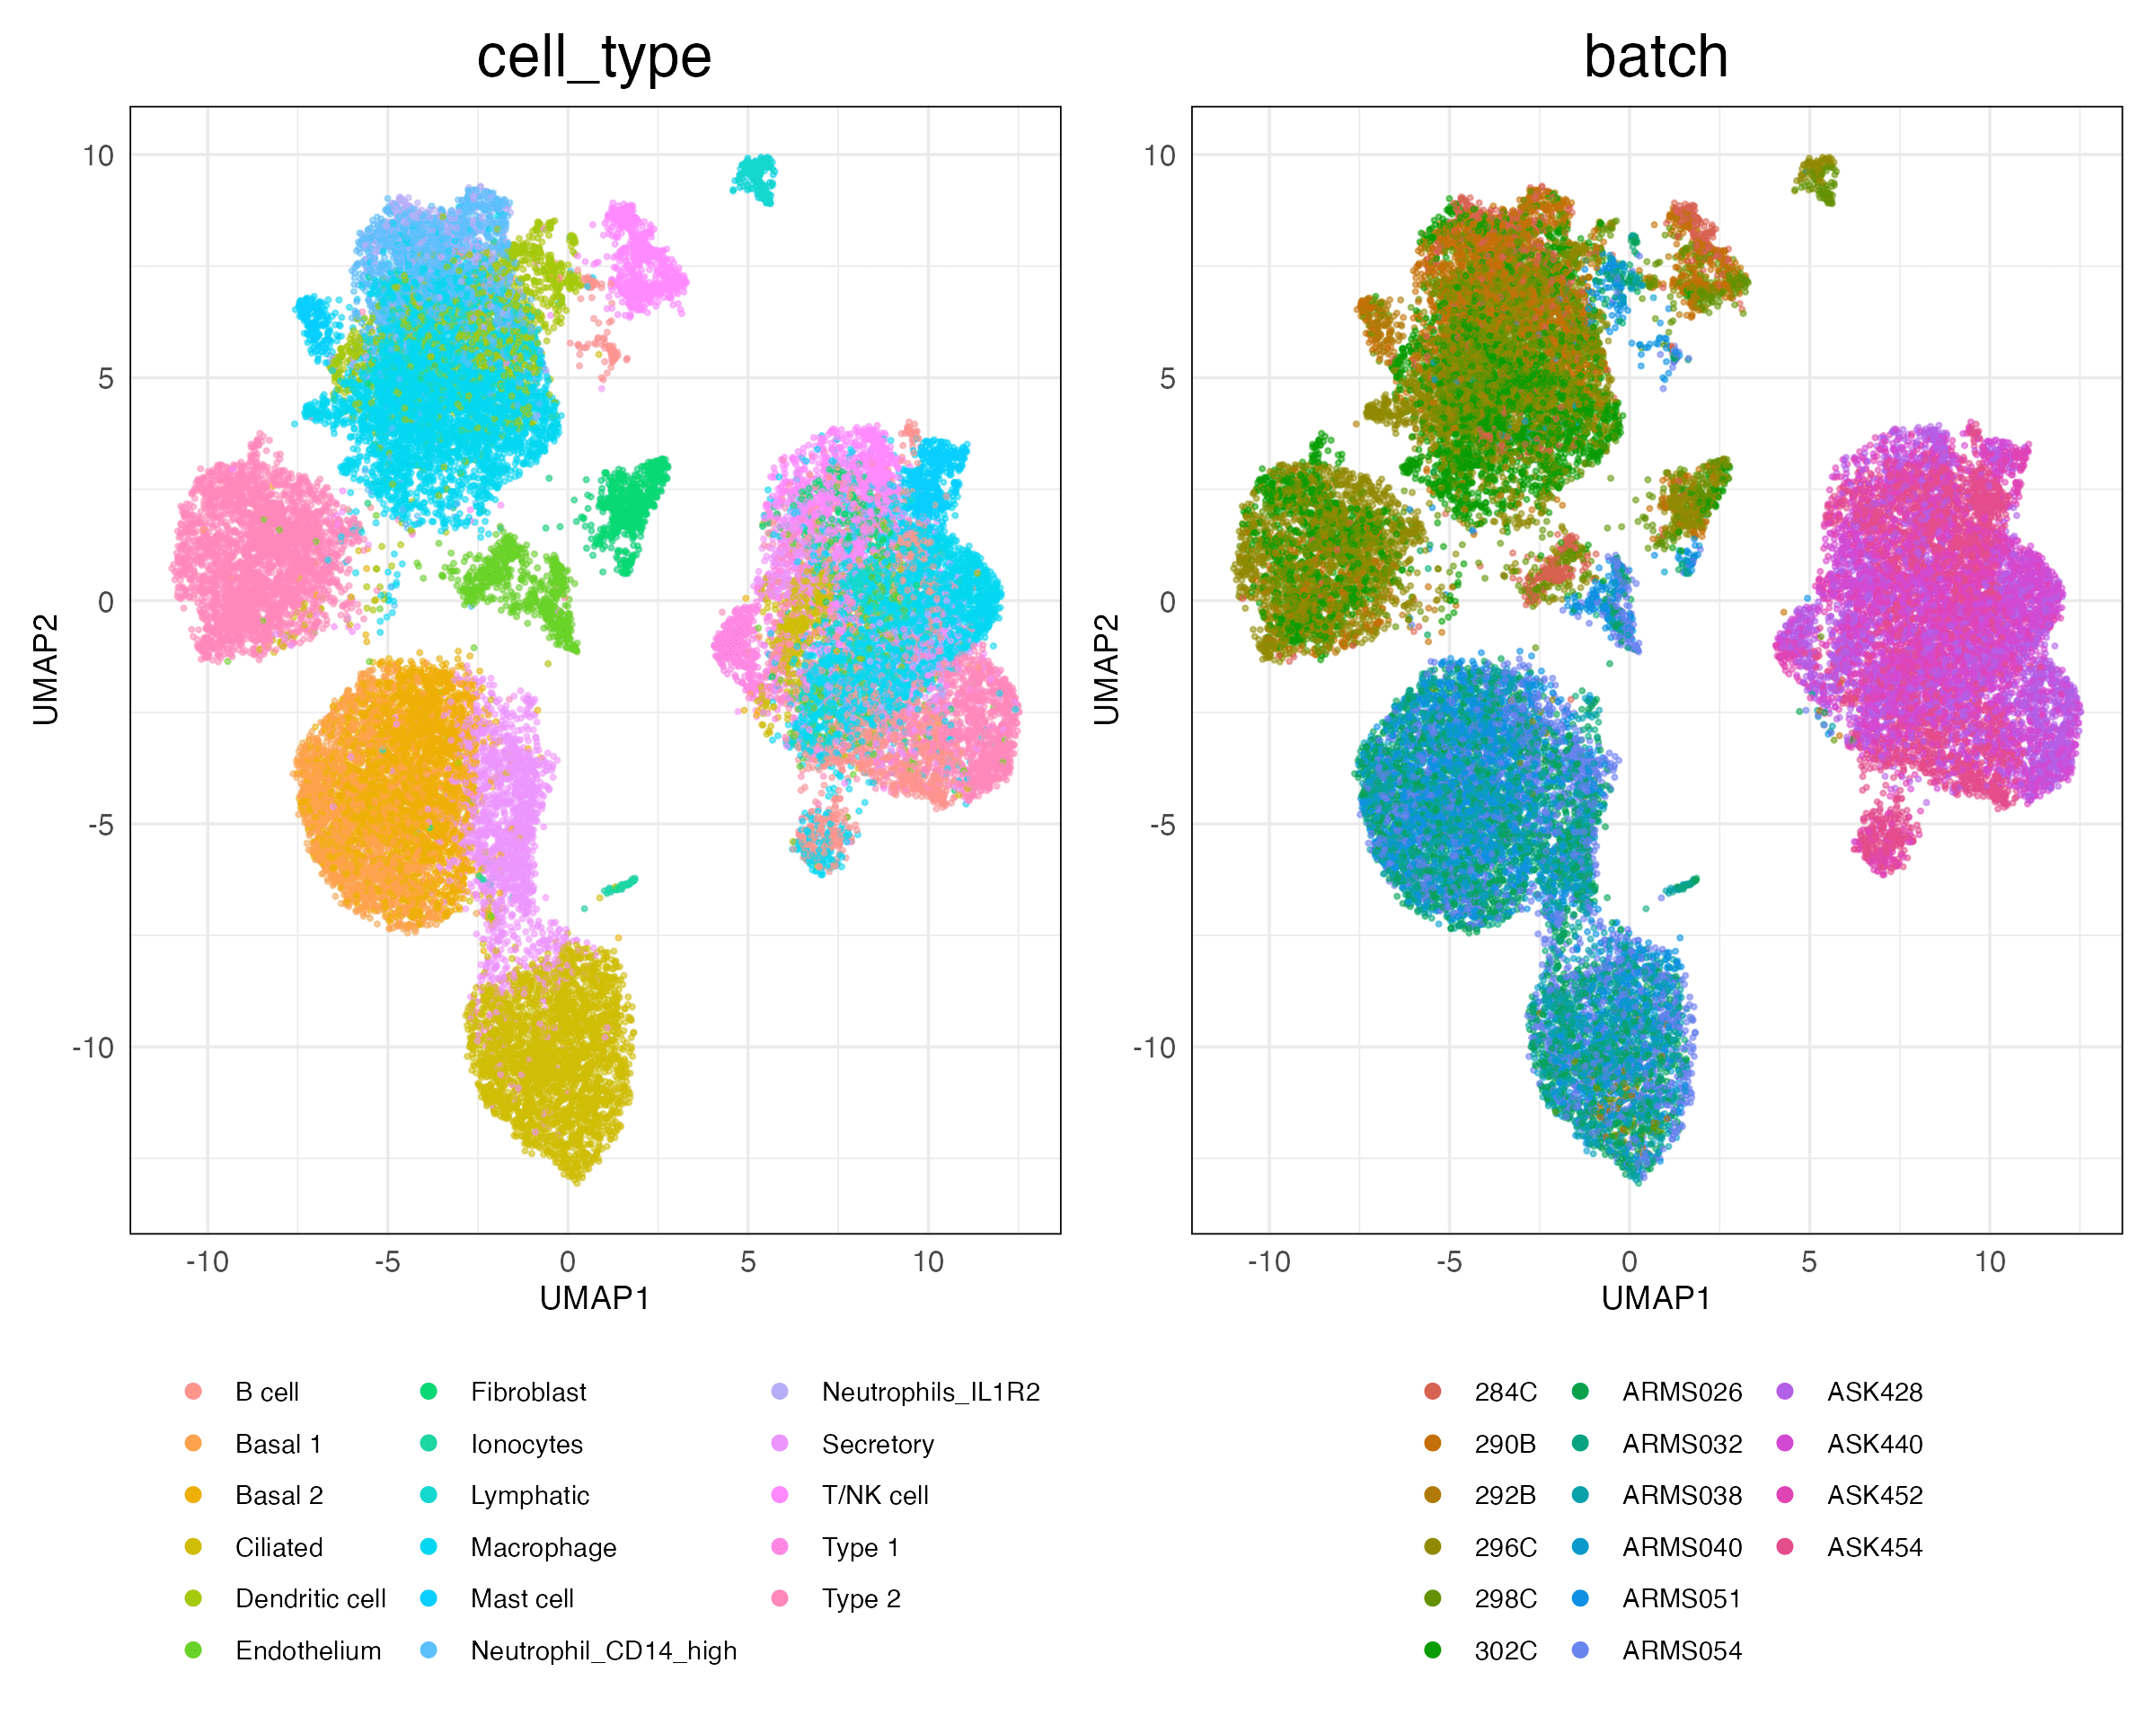 cell_type
10
5
0
-5
-10
UMAP2
-10 -5 0 5 10
UMAP1
B cell Fibroblast Neutrophils_IL1R2
Basal 1 Ionocytes Secretory
Basal 2 Lymphatic T/NK cell
Ciliated Macrophage Type 1
Dendritic cell Mast cell Type 2
Endothelium Neutrophil_CD14_high
batch
10
5
0
-5
-10
UMAP2
-10 -5 0 5 10
UMAP1
284C ARMS026 ASK428
290B ARMS032 ASK440
292B ARMS038 ASK452
296C ARMS040 ASK454
298C ARMS051
302C ARMS054